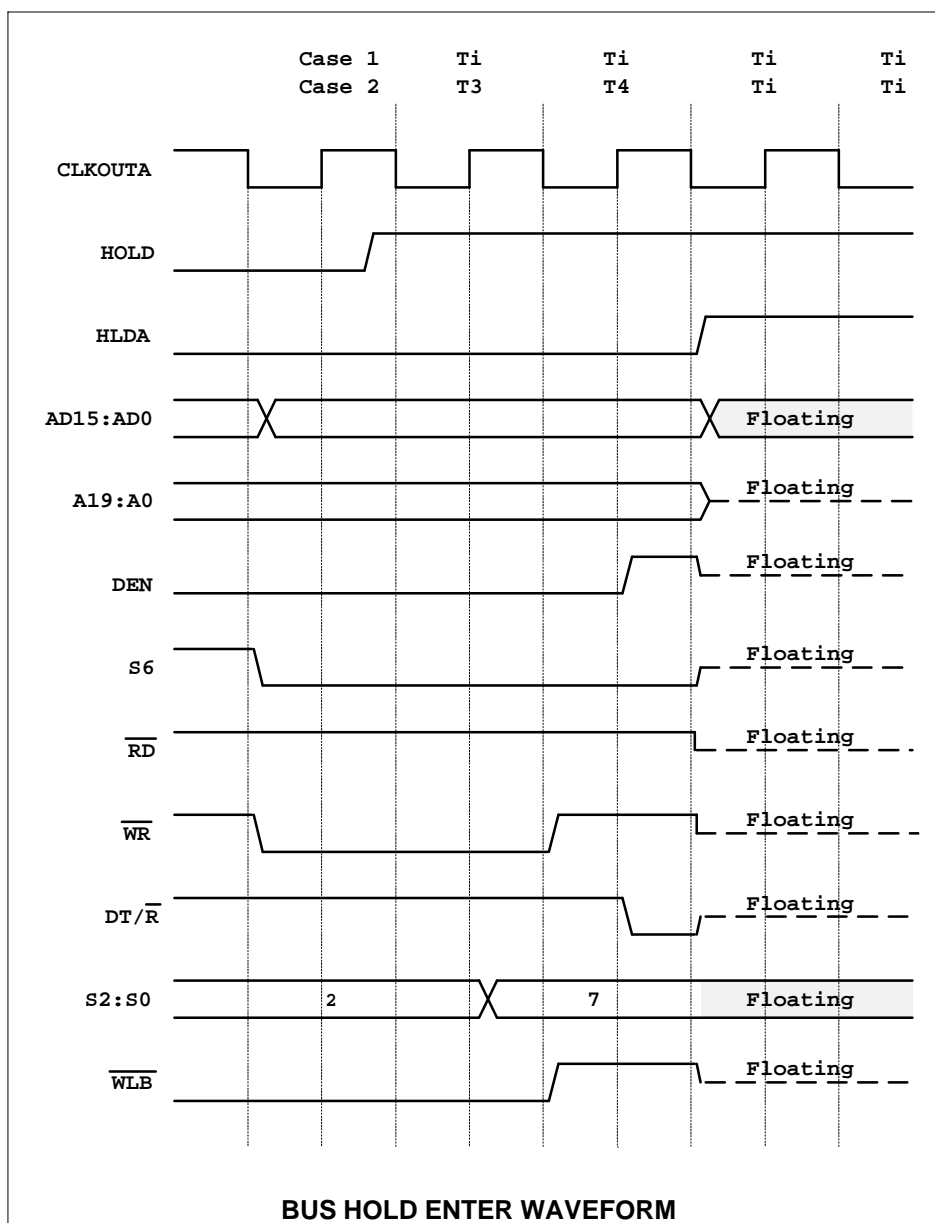 Case 1 Ti Ti Ti Ti
Case 2 T3 T4 Ti Ti
CLKOUTA
HOLD
HLDA
AD15:AD0 Floating
A19:A0 Floating
DEN Floating
S6 Floating
RD Floating
WR Floating
DT/R Floating
S2:S0 2 7 Floating
WLB Floating
BUS HOLD ENTER WAVEFORM